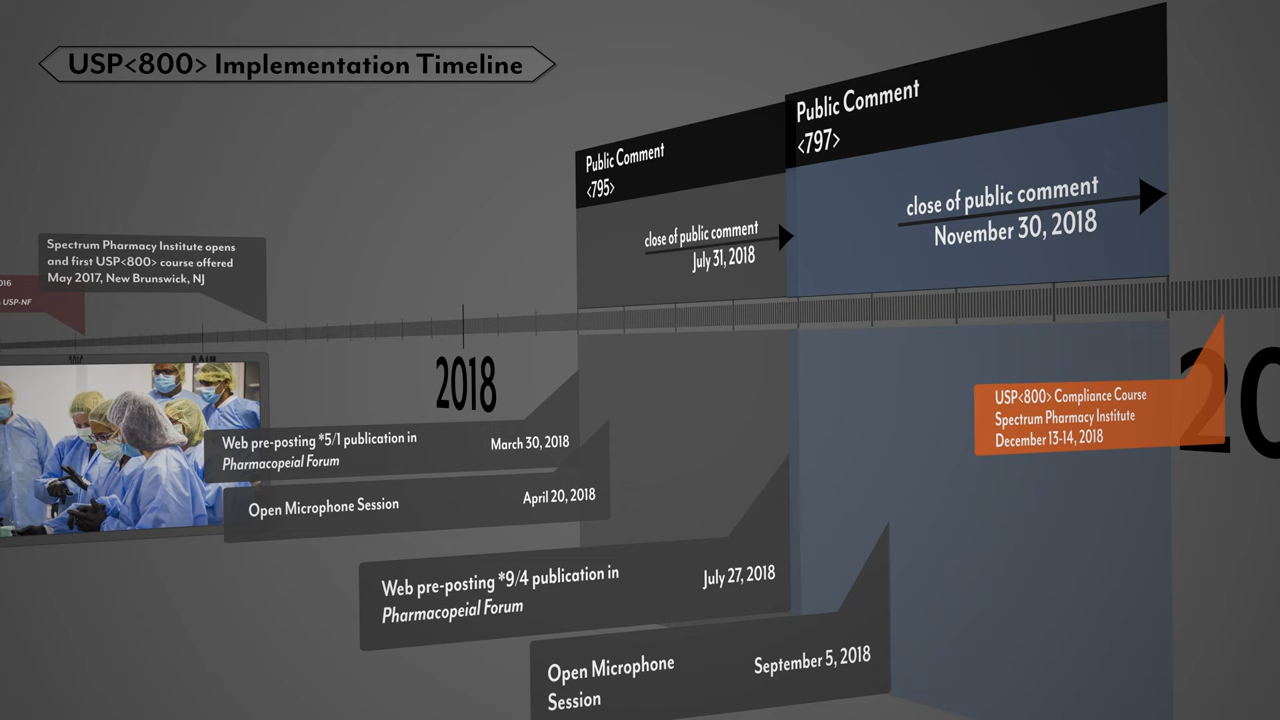 USP<800> Implementation Timeline
Public Comment
<797>
Public Comment
<795>
close of public comment
November 30, 2018
close of public comment
July 31, 2018
Spectrum Pharmacy Institute opens
and first USP<800> course offered
May 2017, New Brunswick, NJ
USP-NF
2018
USP<800> Compliance Course
Spectrum Pharmacy Institute
December 13-14, 2018
Web pre-posting *5/1 publication in
Pharmacopeial Forum
March 30, 2018
Open Microphone Session
April 20, 2018
Web pre-posting *9/4 publication in
Pharmacopeial Forum
July 27, 2018
Open Microphone
Session
September 5, 2018